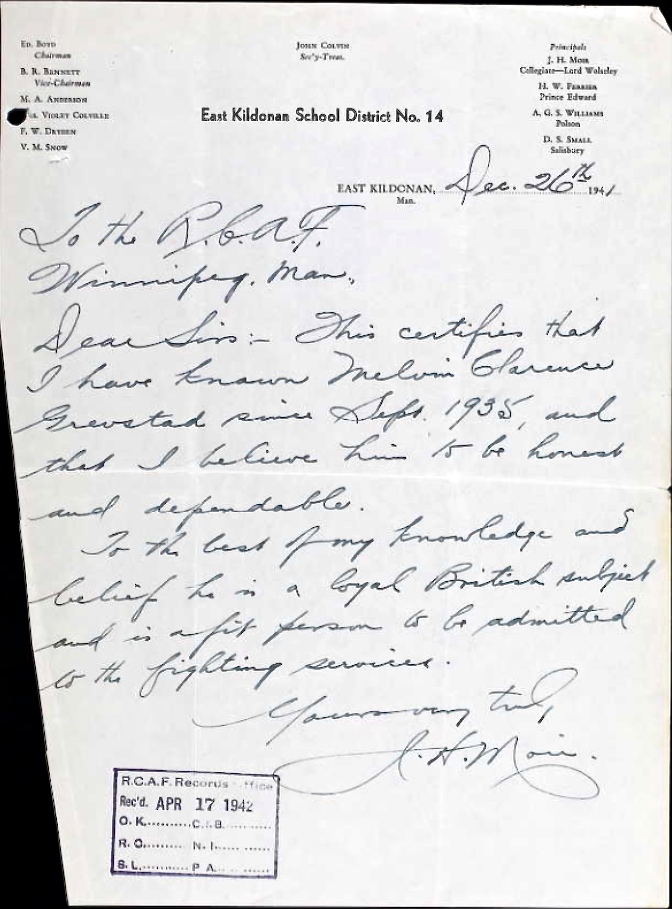 Ed. Boyd
Chairman
B. R. Bannett
Vice-Chairman
M. A. Anderson
Violet Colville
F. W. Dryden
V. M. Snow
John Colvin
Sec'y-Treas.
Principals
J. H. Moir
Collegiate—Lord Wolseley
H. W. Ferrier
Prince Edward
A. G. S. Williams
Polson
D. S. Small
Salisbury
East Kildonan School District No. 14
EAST KILDONAN, Dec. 26th 1941
Man.
To the R.C.A.F.
Winnipeg, Man.,
Dear Sirs:- This certifies that
I have known Melvin Clarence
Grevstad since Sept. 1935, and
that I believe him to be honest
and dependable.
To the best of my knowledge and
belief he is a loyal British subject
and is a fit person to be admitted
to the fighting services.
Yours very truly
J. H. Moir.
R.C.A.F. Records Office
Rec'd. APR 17 1942
O. K.......... C.I.B..........
R. O.......... N. I..........
S. L.......... P A..........